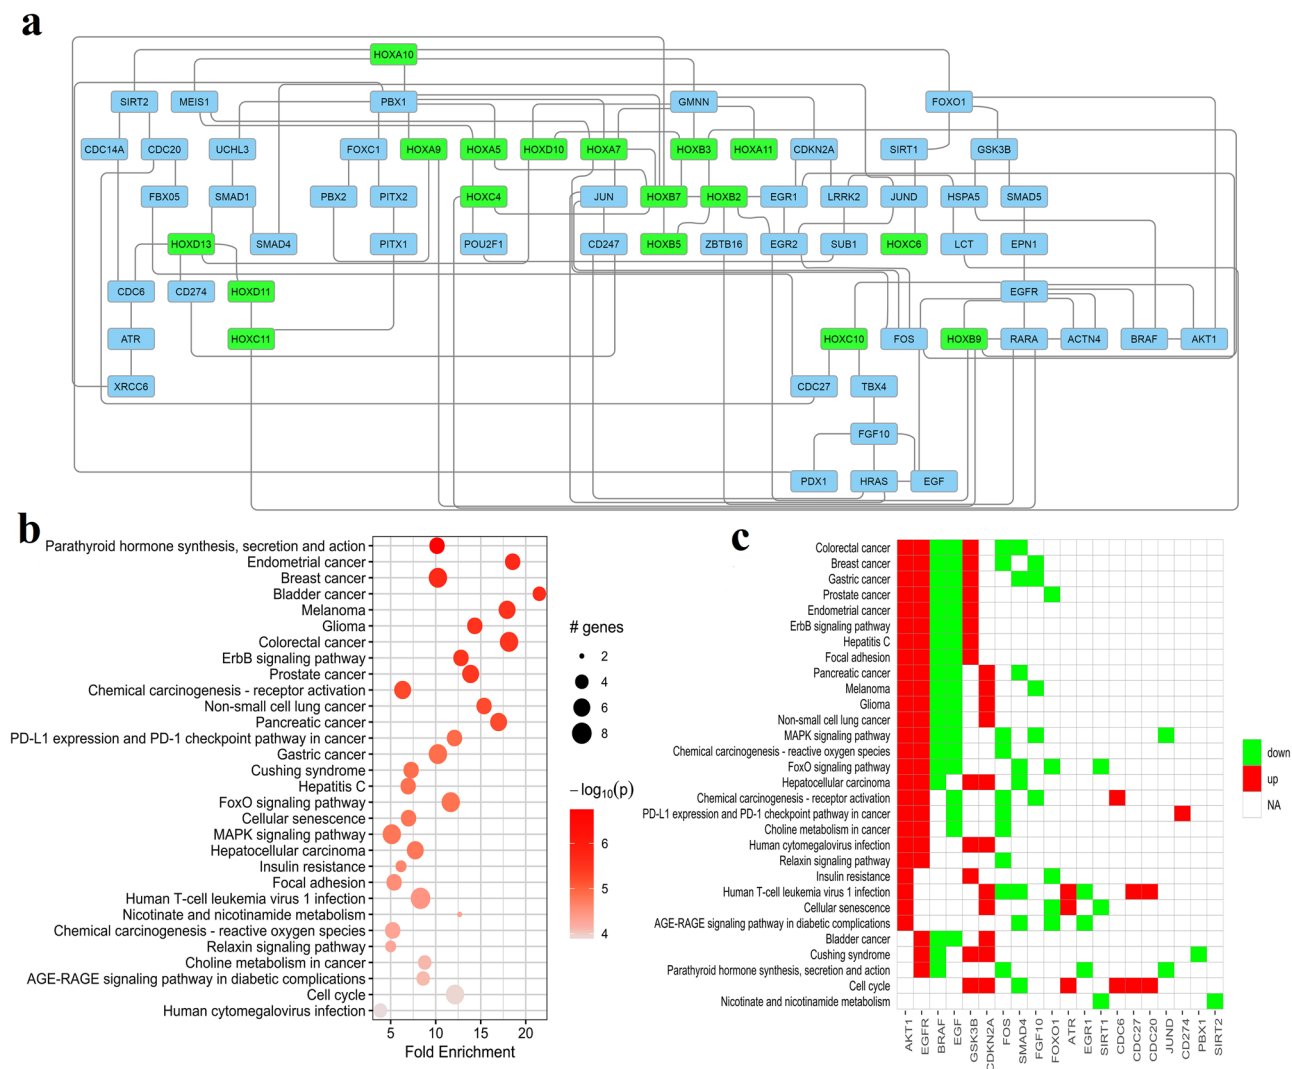 a
HOXA10
SIRT2 MEIS1 PBX1 GMNN FOXO1
CDC14A CDC20 UCHL3 FOXC1 HOXA9 HOXA5 HOXD10 HOXA7 HOXB3 HOXA11 CDKN2A SIRT1 GSK3B
FBX05 SMAD1 PBX2 PITX2 HOXC4 JUN HOXB7 HOXB2 EGR1 LRRK2 JUND HSPA5 SMAD5
HOXD13 SMAD4 PITX1 POU2F1 CD247 HOXB5 ZBTB16 EGR2 SUB1 HOXC6 LCT EPN1
CDC6 CD274 HOXD11 EGFR
ATR HOXC11 HOXC10 FOS HOXB9 RARA ACTN4 BRAF AKT1
XRCC6 CDC27 TBX4
FGF10
PDX1 HRAS EGF
b
Parathyroid hormone synthesis, secretion and action
Endometrial cancer
Breast cancer
Bladder cancer
Melanoma
Glioma
Colorectal cancer
ErbB signaling pathway
Prostate cancer
Chemical carcinogenesis - receptor activation
Non-small cell lung cancer
Pancreatic cancer
PD-L1 expression and PD-1 checkpoint pathway in cancer
Gastric cancer
Cushing syndrome
Hepatitis C
FoxO signaling pathway
Cellular senescence
MAPK signaling pathway
Hepatocellular carcinoma
Insulin resistance
Focal adhesion
Human T-cell leukemia virus 1 infection
Nicotinate and nicotinamide metabolism
Chemical carcinogenesis - reactive oxygen species
Relaxin signaling pathway
Choline metabolism in cancer
AGE-RAGE signaling pathway in diabetic complications
Cell cycle
Human cytomegalovirus infection
5 10 15 20
Fold Enrichment
# genes
2
4
6
8
−log10(p)
6
5
4
c
Colorectal cancer
Breast cancer
Gastric cancer
Prostate cancer
Endometrial cancer
ErbB signaling pathway
Hepatitis C
Focal adhesion
Pancreatic cancer
Melanoma
Glioma
Non-small cell lung cancer
MAPK signaling pathway
Chemical carcinogenesis - reactive oxygen species
FoxO signaling pathway
Hepatocellular carcinoma
Chemical carcinogenesis - receptor activation
PD-L1 expression and PD-1 checkpoint pathway in cancer
Choline metabolism in cancer
Human cytomegalovirus infection
Relaxin signaling pathway
Insulin resistance
Human T-cell leukemia virus 1 infection
Cellular senescence
AGE-RAGE signaling pathway in diabetic complications
Bladder cancer
Cushing syndrome
Parathyroid hormone synthesis, secretion and action
Cell cycle
Nicotinate and nicotinamide metabolism
AKT1 EGFR BRAF EGF GSK3B CDKN2A FOS SMAD4 FGF10 FOXO1 ATR EGR1 SIRT1 CDC6 CDC27 CDC20 JUND CD274 PBX1 SIRT2
down
up
NA